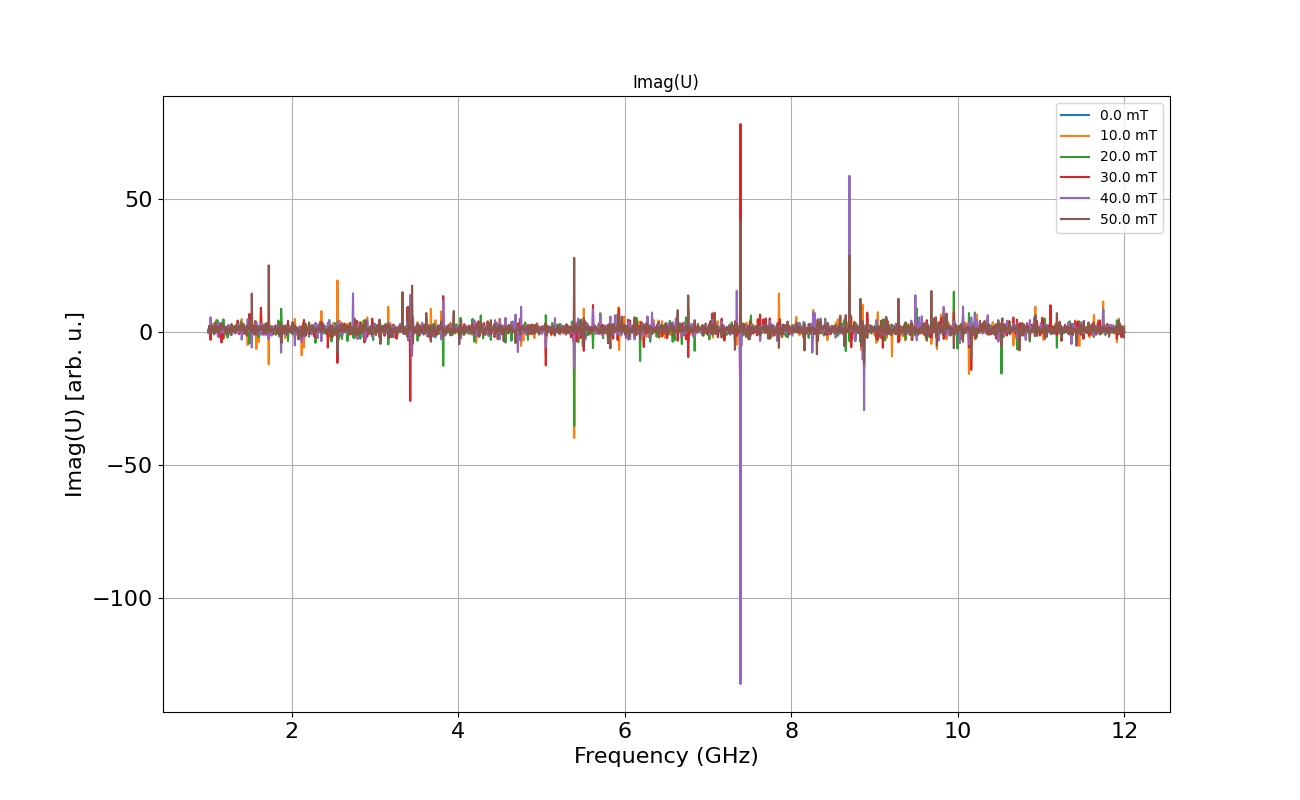 Imag(U)
0.0 mT
10.0 mT
20.0 mT
30.0 mT
40.0 mT
50.0 mT
50
0
−50
−100
Imag(U) [arb. u.]
2 4 6 8 10 12
Frequency (GHz)